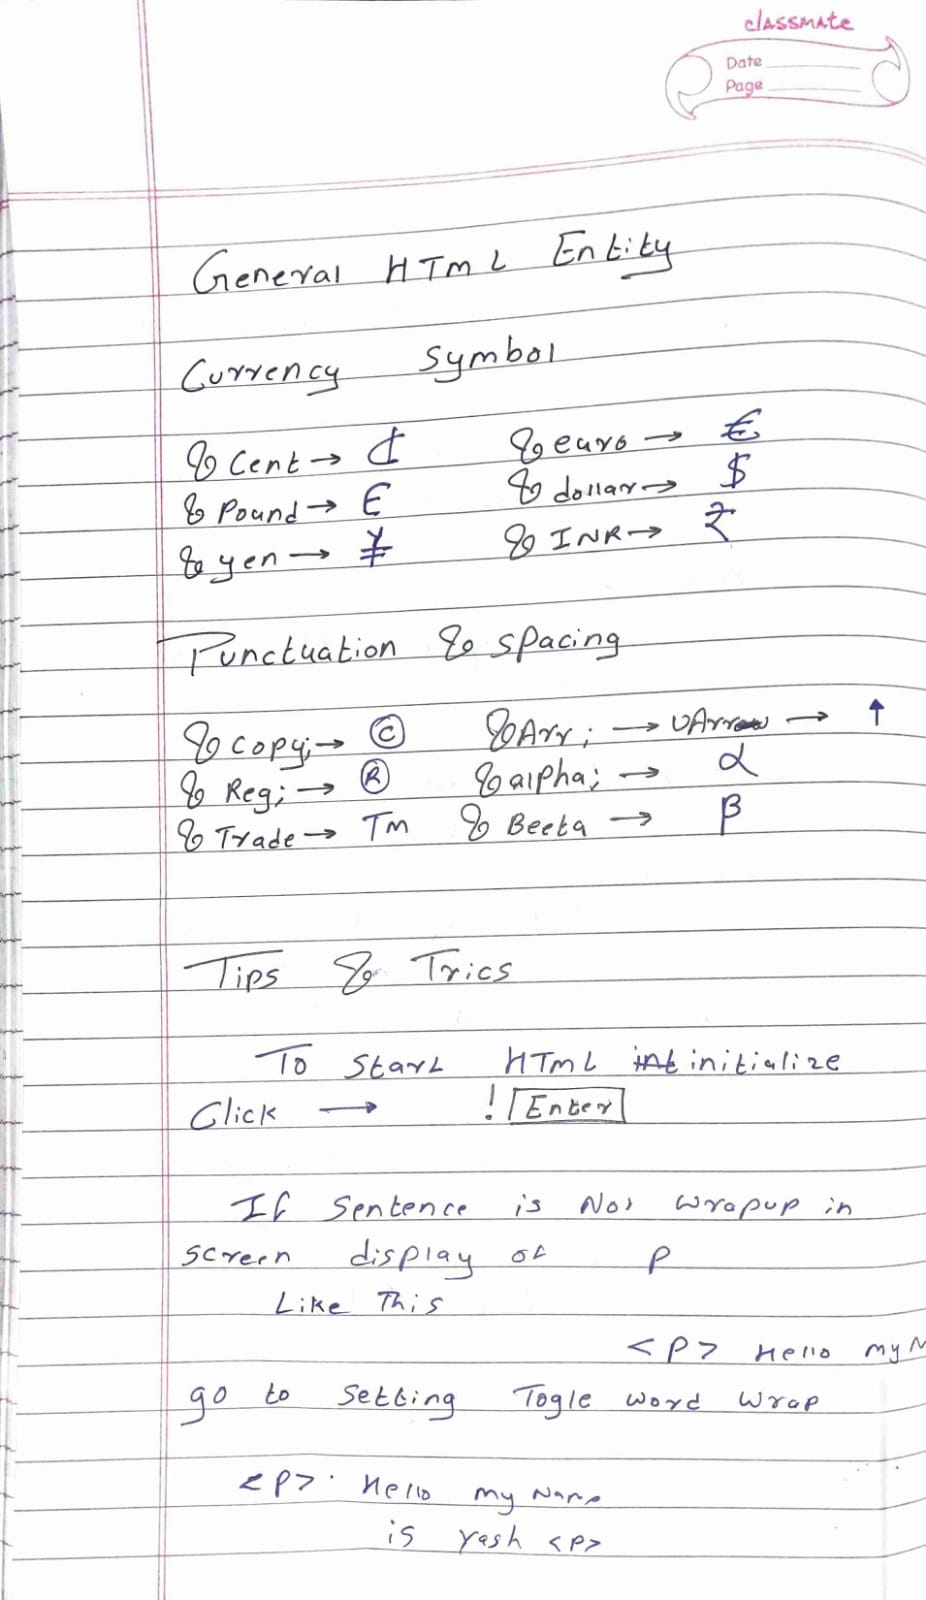 classmate
Date
Page
General HTML Entity
Currency Symbol
& Cent → ₵ & euro → €
& Pound → € & dollar → $
& yen → ¥ & INR → ₹
Punctuation & spacing
& copy; → © & Arr; → UArrow → ↑
& Reg; → ® & alpha; → α
& Trade → TM & Beeta → β
Tips & Trics
To Start HTML int initialize
Click → ! Enter
If Sentence is Not wrapup in
screen display of P
Like This
<P> Hello my N
go to Setting Togle word wrap
<P>. Hello my Name
is Yash <P>